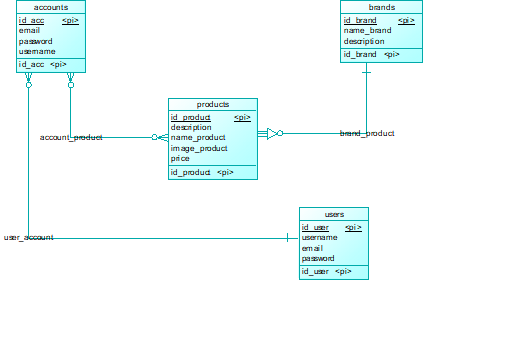 accounts
id_acc <pi>
email
password
username
id_acc <pi>
brands
id_brand <pi>
name_brand
description
id_brand <pi>
products
id_product <pi>
description
name_product
image_product
price
id_product <pi>
account_product
brand_product
users
id_user <pi>
username
email
password
id_user <pi>
user_account